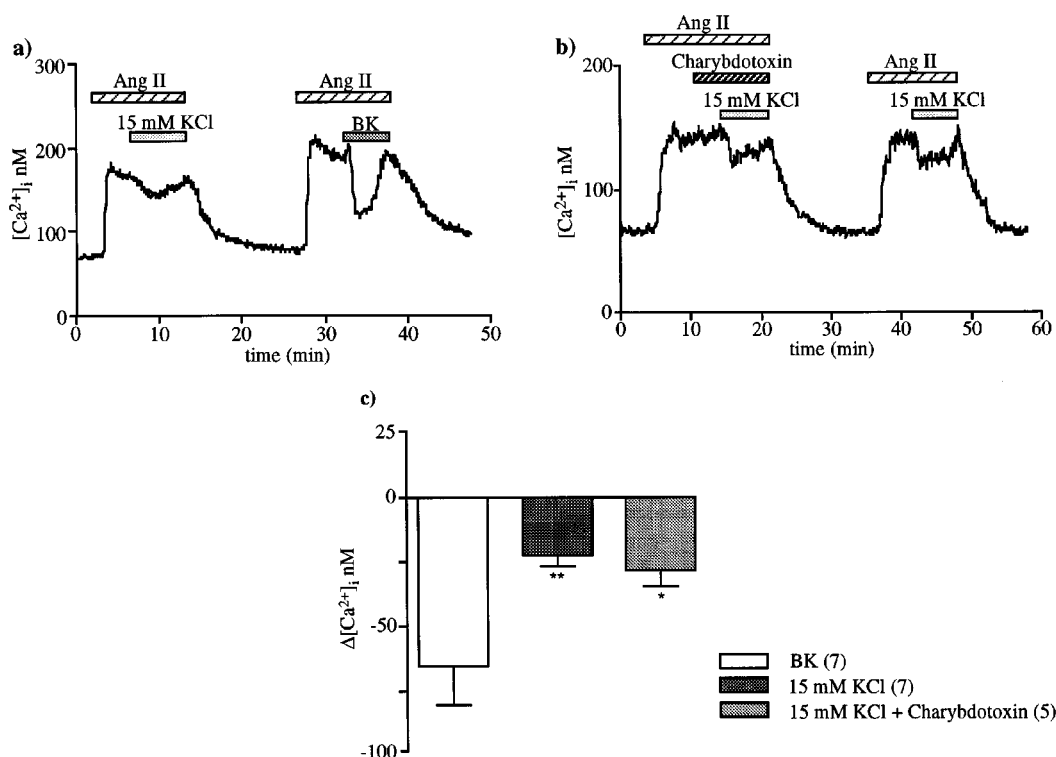 a)
Ang II
Ang II
15 mM KCl
BK
300
200
100
0
[Ca²⁺]ᵢ nM
0
10
20
30
40
50
time (min)
b)
Ang II
Charybdotoxin
15 mM KCl
Ang II
15 mM KCl
200
100
0
[Ca²⁺]ᵢ nM
0
10
20
30
40
50
60
time (min)
c)
25
0
-50
-100
Δ[Ca²⁺]ᵢ nM
**
*
BK (7)
15 mM KCl (7)
15 mM KCl + Charybdotoxin (5)